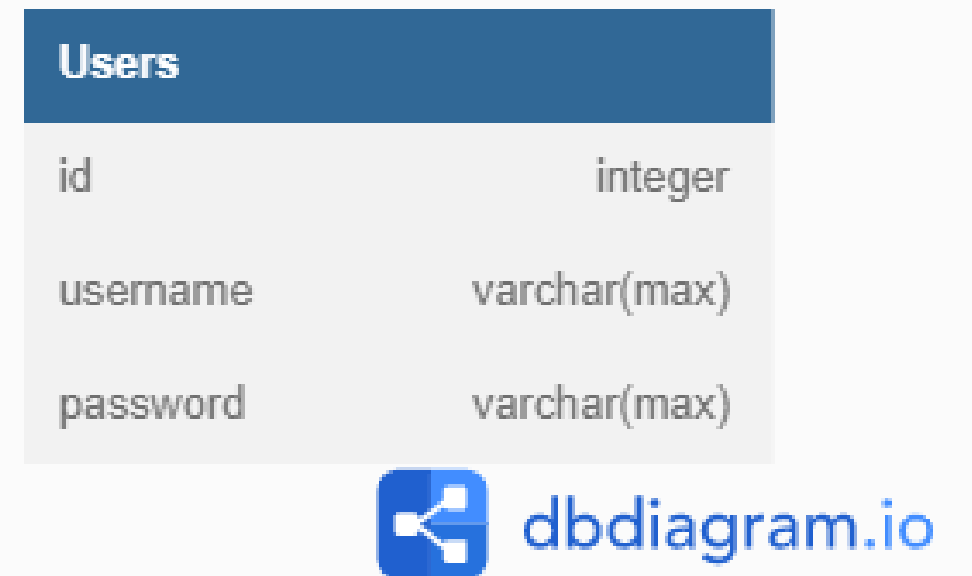 Users
id integer
username varchar(max)
password varchar(max)
dbdiagram.io